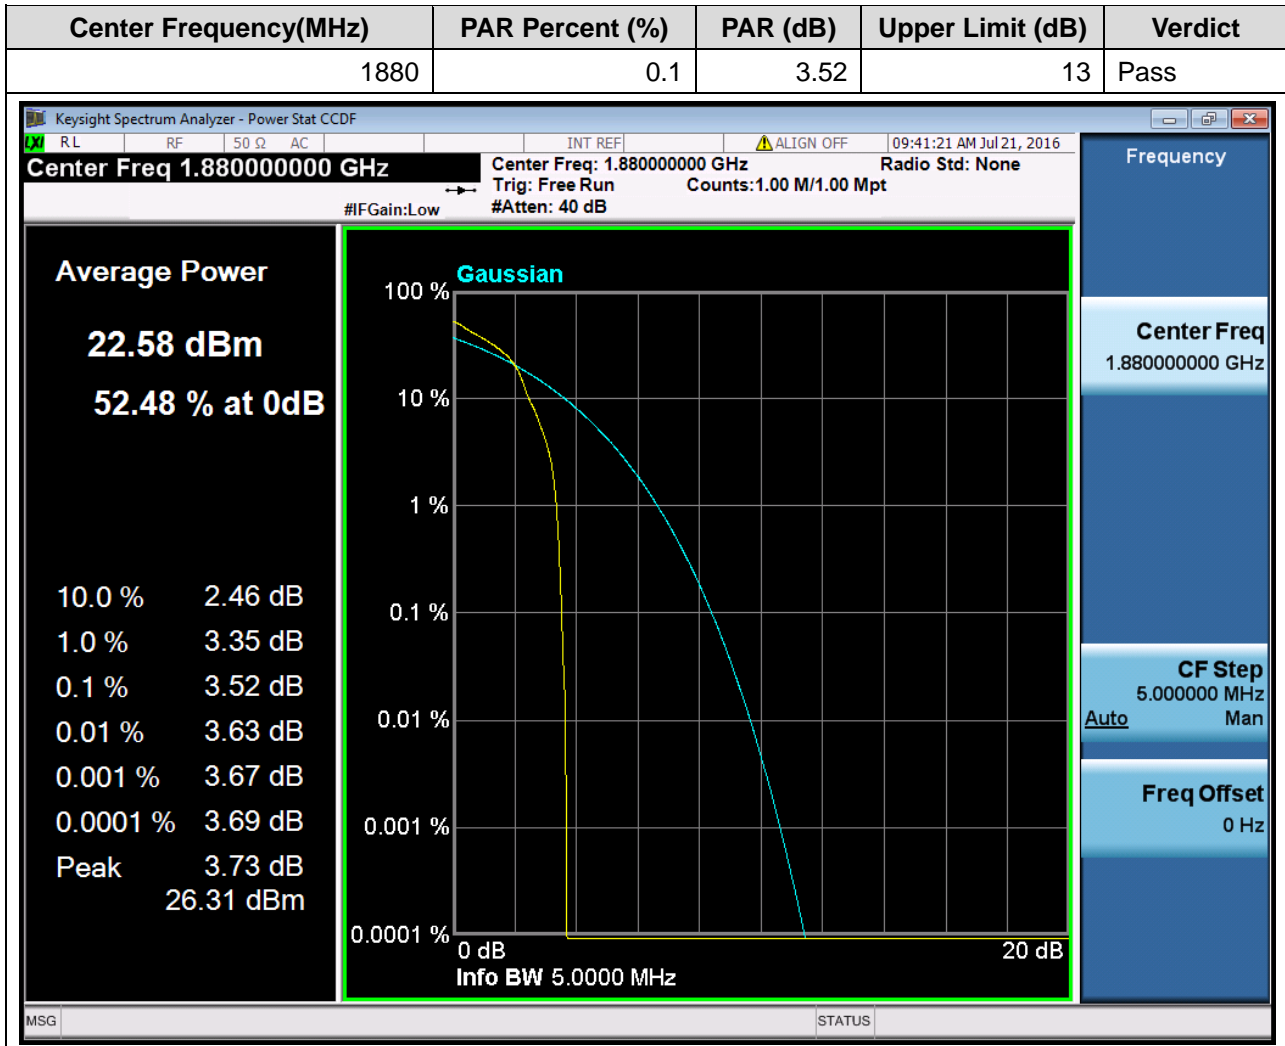 Center Frequency(MHz) PAR Percent (%) PAR (dB) Upper Limit (dB) Verdict
1880 0.1 3.52 13 Pass
Keysight Spectrum Analyzer - Power Stat CCDF
LXI RL RF 50 Ω AC INT REF ALIGN OFF 09:41:21 AM Jul 21, 2016
Center Freq 1.880000000 GHz
#IFGain:Low
Center Freq: 1.880000000 GHz Radio Std: None
Trig: Free Run Counts:1.00 M/1.00 Mpt
#Atten: 40 dB
Average Power
22.58 dBm
52.48 % at 0dB
10.0 % 2.46 dB
1.0 % 3.35 dB
0.1 % 3.52 dB
0.01 % 3.63 dB
0.001 % 3.67 dB
0.0001 % 3.69 dB
Peak 3.73 dB
26.31 dBm
Gaussian
100 %
10 %
1 %
0.1 %
0.01 %
0.001 %
0.0001 %
0 dB 20 dB
Info BW 5.0000 MHz
Frequency
Center Freq
1.880000000 GHz
CF Step
5.000000 MHz
Auto Man
Freq Offset
0 Hz
MSG STATUS